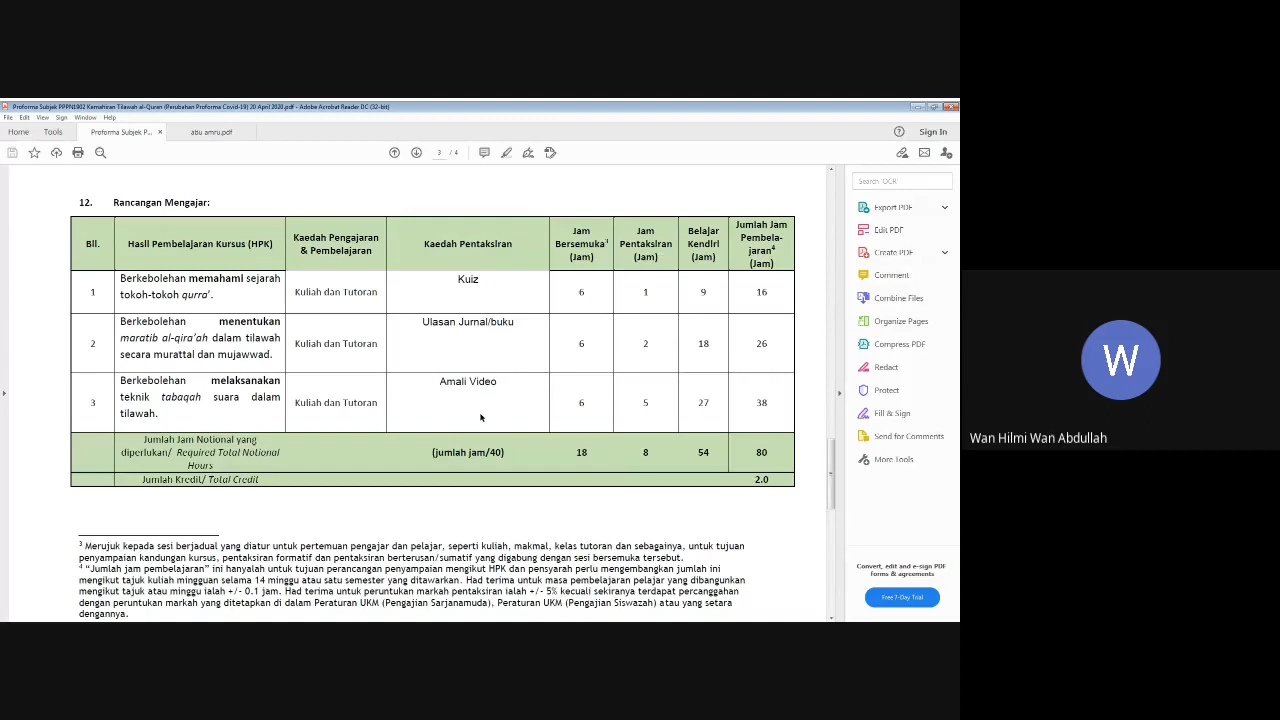 Proforma Subjek PPPN1902 Kemahiran Tilawah al-Quran (Perubahan Proforma Covid-19) 20 April 2020.pdf - Adobe Acrobat Reader DC (32-bit)
File Edit View Sign Window Help
Home Tools Proforma Subjek P... × abu amru.pdf Sign In
3 / 4
12. Rancangan Mengajar:
Bil.
Hasil Pembelajaran Kursus (HPK)
Kaedah Pengajaran
& Pembelajaran
Kaedah Pentaksiran
Jam
Bersemuka3
(Jam)
Jam
Pentaksiran
(Jam)
Belajar
Kendiri
(Jam)
Jumlah Jam
Pembela-
jaran4
(Jam)
1
Berkebolehan memahami sejarah
tokoh-tokoh qurra'.
Kuliah dan Tutoran
Kuiz
6
1
9
16
2
Berkebolehan menentukan
maratib al-qira'ah dalam tilawah
secara murattal dan mujawwad.
Kuliah dan Tutoran
Ulasan Jurnal/buku
6
2
18
26
3
Berkebolehan melaksanakan
teknik tabaqah suara dalam
tilawah.
Kuliah dan Tutoran
Amali Video
6
5
27
38
Jumlah Jam Notional yang
diperlukan/ Required Total Notional
Hours
(jumlah jam/40)
18
8
54
80
Jumlah Kredit/ Total Credit
2.0
3 Merujuk kepada sesi berjadual yang diatur untuk pertemuan pengajar dan pelajar, seperti kuliah, makmal, kelas tutoran dan sebagainya, untuk tujuan
penyampaian kandungan kursus, pentaksiran formatif dan pentaksiran berterusan/sumatif yang digabung dengan sesi bersemuka tersebut.
4 "Jumlah jam pembelajaran" ini hanyalah untuk tujuan perancangan penyampaian mengikut HPK dan pensyarah perlu mengembangkan jumlah ini
mengikut tajuk kuliah mingguan selama 14 minggu atau satu semester yang ditawarkan. Had terima untuk masa pembelajaran pelajar yang dibangunkan
mengikut tajuk atau minggu ialah +/- 0.1 jam. Had terima untuk peruntukan markah pentaksiran ialah +/- 5% kecuali sekiranya terdapat percanggahan
dengan peruntukan markah yang ditetapkan di dalam Peraturan UKM (Pengajian Sarjanamuda), Peraturan UKM (Pengajian Siswazah) atau yang setara
dengannya.
Search 'OCR'
Export PDF
Edit PDF
Create PDF
Comment
Combine Files
Organize Pages
Compress PDF
Redact
Protect
Fill & Sign
Send for Comments
More Tools
Convert, edit and e-sign PDF
forms & agreements
Free 7-Day Trial
W
Wan Hilmi Wan Abdullah